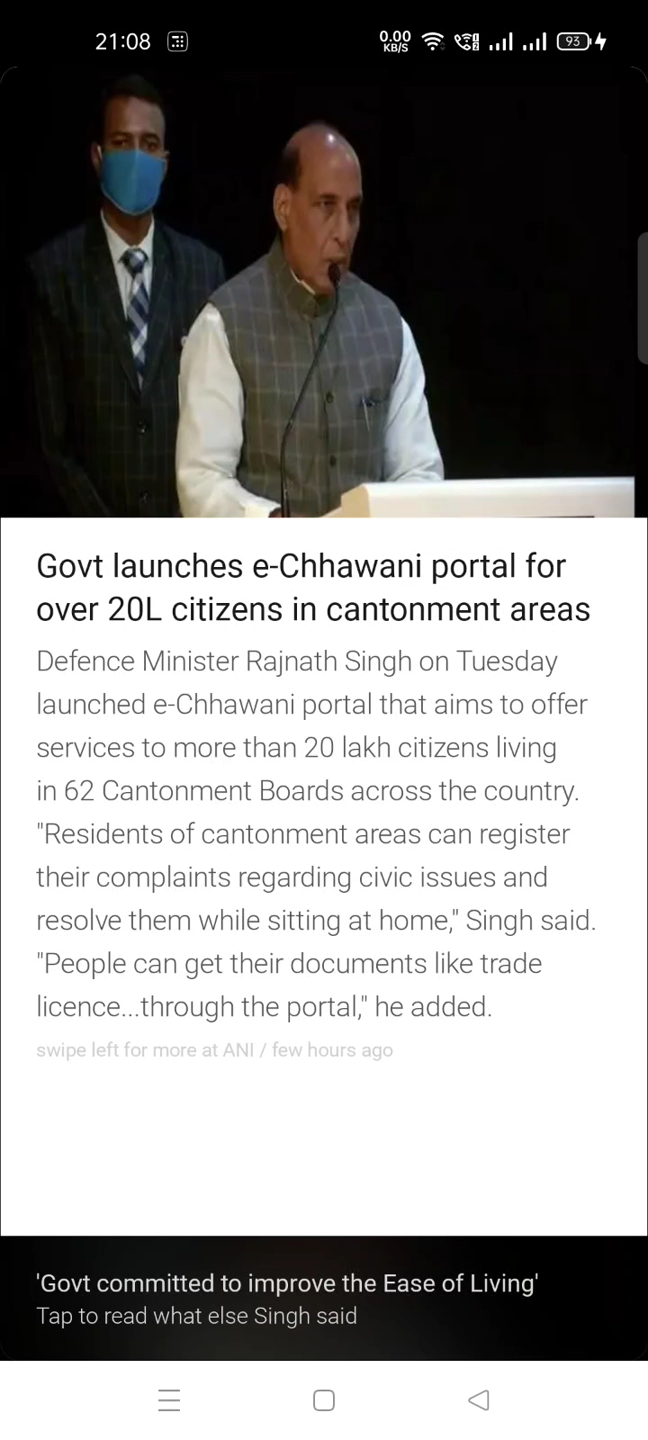 21:08
0.00
KB/S
93
Govt launches e-Chhawani portal for
over 20L citizens in cantonment areas
Defence Minister Rajnath Singh on Tuesday
launched e-Chhawani portal that aims to offer
services to more than 20 lakh citizens living
in 62 Cantonment Boards across the country.
"Residents of cantonment areas can register
their complaints regarding civic issues and
resolve them while sitting at home," Singh said.
"People can get their documents like trade
licence...through the portal," he added.
swipe left for more at ANI / few hours ago
'Govt committed to improve the Ease of Living'
Tap to read what else Singh said